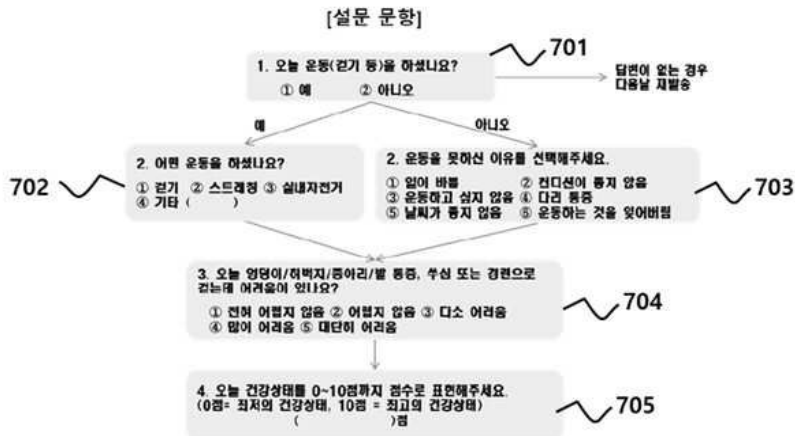 [설문 문항]
701
1. 오늘 운동(걷기 등)을 하셨나요?
① 예 ② 아니오
답변이 없는 경우
다음날 재발송
예
아니오
702
2. 어떤 운동을 하셨나요?
① 걷기 ② 스트레칭 ③ 실내자전거
④ 기타 ( )
2. 운동을 못하신 이유를 선택해주세요.
① 일이 바쁨 ② 컨디션이 좋지 않음
③ 운동하고 싶지 않음 ④ 다리 통증
⑤ 날씨가 좋지 않음 ⑥ 운동하는 것을 잊어버림
703
3. 오늘 엉덩이/허벅지/종아리/발 통증, 쑤심 또는 경련으로
걷는데 어려움이 있나요?
① 전혀 어렵지 않음 ② 어렵지 않음 ③ 다소 어려움
④ 많이 어려움 ⑤ 대단히 어려움
704
4. 오늘 건강상태를 0~10점까지 점수로 표현해주세요.
(0점= 최저의 건강상태, 10점 = 최고의 건강상태)
( )점
705